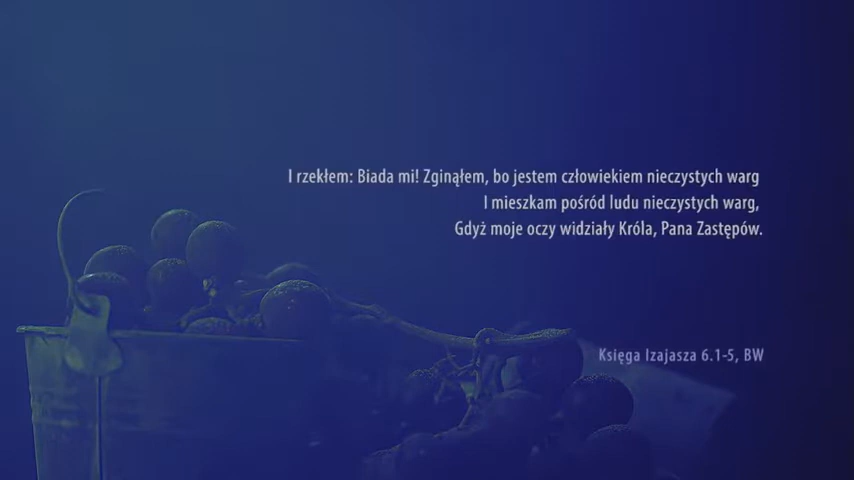 I rzekłem: Biada mi! Zginąłem, bo jestem człowiekiem nieczystych warg
I mieszkam pośród ludu nieczystych warg,
Gdyż moje oczy widziały Króla, Pana Zastępów.
Księga Izajasza 6.1-5, BW